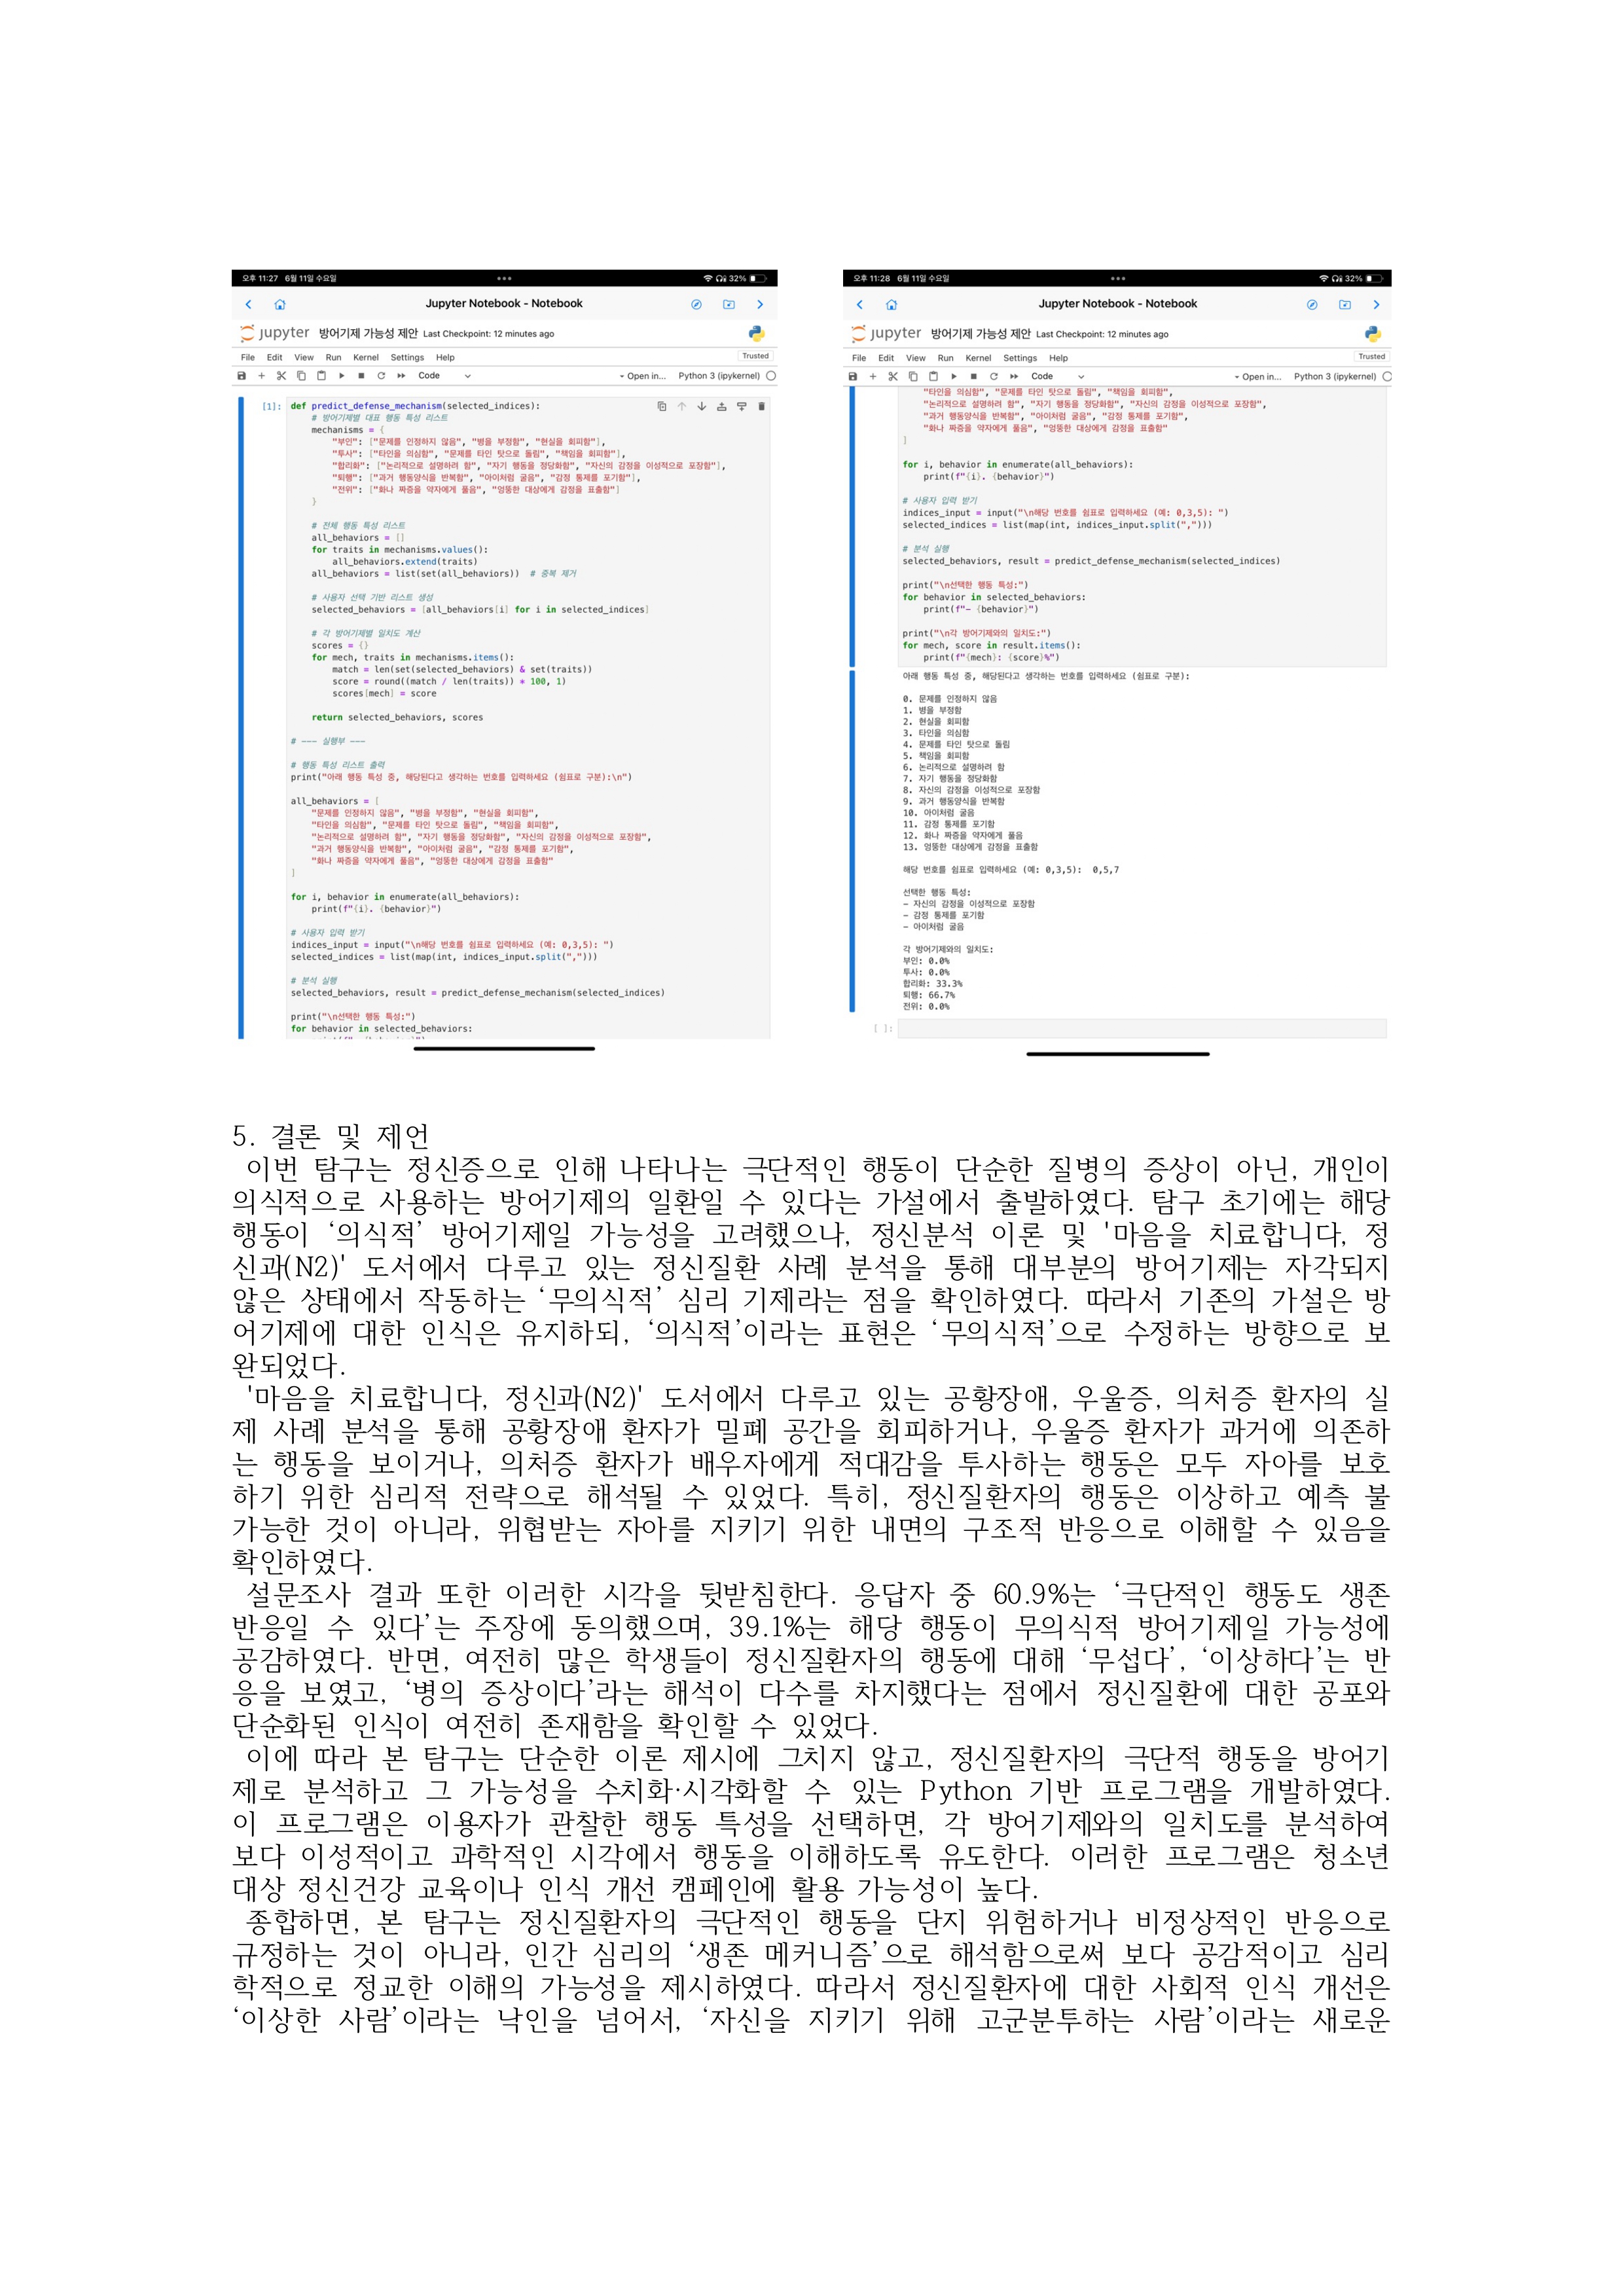 오후 11:27 6월 11일 수요일
32%
Jupyter Notebook - Notebook
jupyter 방어기제 가능성 제안 Last Checkpoint: 12 minutes ago
File Edit View Run Kernel Settings Help
Trusted
Code
Open in... Python 3 (ipykernel)
[1]: def predict_defense_mechanism(selected_indices):
# 방어기제별 대표 행동 특성 리스트
mechanisms = {
"부인": ["문제를 인정하지 않음", "병을 부정함", "현실을 회피함"],
"투사": ["타인을 의심함", "문제를 타인 탓으로 돌림", "책임을 회피함"],
"합리화": ["논리적으로 설명하려 함", "자기 행동을 정당화함", "자신의 감정을 이성적으로 포장함"],
"퇴행": ["과거 행동양식을 반복함", "아이처럼 굴음", "감정 통제를 포기함"],
"전위": ["화나 짜증을 약자에게 풀음", "엉뚱한 대상에게 감정을 표출함"]
}
# 전체 행동 특성 리스트
all_behaviors = []
for traits in mechanisms.values():
all_behaviors.extend(traits)
all_behaviors = list(set(all_behaviors)) # 중복 제거
# 사용자 선택 기반 리스트 생성
selected_behaviors = [all_behaviors[i] for i in selected_indices]
# 각 방어기제별 일치도 계산
scores = {}
for mech, traits in mechanisms.items():
match = len(set(selected_behaviors) & set(traits))
score = round((match / len(traits)) * 100, 1)
scores[mech] = score
return selected_behaviors, scores
# --- 실행부 ---
# 행동 특성 리스트 출력
print("아래 행동 특성 중, 해당된다고 생각하는 번호를 입력하세요 (쉼표로 구분):\n")
all_behaviors = [
"문제를 인정하지 않음", "병을 부정함", "현실을 회피함",
"타인을 의심함", "문제를 타인 탓으로 돌림", "책임을 회피함",
"논리적으로 설명하려 함", "자기 행동을 정당화함", "자신의 감정을 이성적으로 포장함",
"과거 행동양식을 반복함", "아이처럼 굴음", "감정 통제를 포기함",
"화나 짜증을 약자에게 풀음", "엉뚱한 대상에게 감정을 표출함"
]
for i, behavior in enumerate(all_behaviors):
print(f"{i}. {behavior}")
# 사용자 입력 받기
indices_input = input("\n해당 번호를 쉼표로 입력하세요 (예: 0,3,5): ")
selected_indices = list(map(int, indices_input.split(",")))
# 분석 실행
selected_behaviors, result = predict_defense_mechanism(selected_indices)
print("\n선택한 행동 특성:")
for behavior in selected_behaviors:
오후 11:28 6월 11일 수요일
32%
Jupyter Notebook - Notebook
jupyter 방어기제 가능성 제안 Last Checkpoint: 12 minutes ago
File Edit View Run Kernel Settings Help
Trusted
Code
Open in... Python 3 (ipykernel)
"타인을 의심함", "문제를 타인 탓으로 돌림", "책임을 회피함",
"논리적으로 설명하려 함", "자기 행동을 정당화함", "자신의 감정을 이성적으로 포장함",
"과거 행동양식을 반복함", "아이처럼 굴음", "감정 통제를 포기함",
"화나 짜증을 약자에게 풀음", "엉뚱한 대상에게 감정을 표출함"
]
for i, behavior in enumerate(all_behaviors):
print(f"{i}. {behavior}")
# 사용자 입력 받기
indices_input = input("\n해당 번호를 쉼표로 입력하세요 (예: 0,3,5): ")
selected_indices = list(map(int, indices_input.split(",")))
# 분석 실행
selected_behaviors, result = predict_defense_mechanism(selected_indices)
print("\n선택한 행동 특성:")
for behavior in selected_behaviors:
print(f"- {behavior}")
print("\n각 방어기제와의 일치도:")
for mech, score in result.items():
print(f"{mech}: {score}%")
아래 행동 특성 중, 해당된다고 생각하는 번호를 입력하세요 (쉼표로 구분):
0. 문제를 인정하지 않음
1. 병을 부정함
2. 현실을 회피함
3. 타인을 의심함
4. 문제를 타인 탓으로 돌림
5. 책임을 회피함
6. 논리적으로 설명하려 함
7. 자기 행동을 정당화함
8. 자신의 감정을 이성적으로 포장함
9. 과거 행동양식을 반복함
10. 아이처럼 굴음
11. 감정 통제를 포기함
12. 화나 짜증을 약자에게 풀음
13. 엉뚱한 대상에게 감정을 표출함
해당 번호를 쉼표로 입력하세요 (예: 0,3,5): 0,5,7
선택한 행동 특성:
- 자신의 감정을 이성적으로 포장함
- 감정 통제를 포기함
- 아이처럼 굴음
각 방어기제와의 일치도:
부인: 0.0%
투사: 0.0%
합리화: 33.3%
퇴행: 66.7%
전위: 0.0%
[ ]:
5. 결론 및 제언
이번 탐구는 정신증으로 인해 나타나는 극단적인 행동이 단순한 질병의 증상이 아닌, 개인이
의식적으로 사용하는 방어기제의 일환일 수 있다는 가설에서 출발하였다. 탐구 초기에는 해당
행동이 ‘의식적’ 방어기제일 가능성을 고려했으나, 정신분석 이론 및 '마음을 치료합니다, 정
신과(N2)' 도서에서 다루고 있는 정신질환 사례 분석을 통해 대부분의 방어기제는 자각되지
않은 상태에서 작동하는 ‘무의식적’ 심리 기제라는 점을 확인하였다. 따라서 기존의 가설은 방
어기제에 대한 인식은 유지하되, ‘의식적’이라는 표현은 ‘무의식적’으로 수정하는 방향으로 보
완되었다.
'마음을 치료합니다, 정신과(N2)' 도서에서 다루고 있는 공황장애, 우울증, 의처증 환자의 실
제 사례 분석을 통해 공황장애 환자가 밀폐 공간을 회피하거나, 우울증 환자가 과거에 의존하
는 행동을 보이거나, 의처증 환자가 배우자에게 적대감을 투사하는 행동은 모두 자아를 보호
하기 위한 심리적 전략으로 해석될 수 있었다. 특히, 정신질환자의 행동은 이상하고 예측 불
가능한 것이 아니라, 위협받는 자아를 지키기 위한 내면의 구조적 반응으로 이해할 수 있음을
확인하였다.
설문조사 결과 또한 이러한 시각을 뒷받침한다. 응답자 중 60.9%는 ‘극단적인 행동도 생존
반응일 수 있다’는 주장에 동의했으며, 39.1%는 해당 행동이 무의식적 방어기제일 가능성에
공감하였다. 반면, 여전히 많은 학생들이 정신질환자의 행동에 대해 ‘무섭다’, ‘이상하다’는 반
응을 보였고, ‘병의 증상이다’라는 해석이 다수를 차지했다는 점에서 정신질환에 대한 공포와
단순화된 인식이 여전히 존재함을 확인할 수 있었다.
이에 따라 본 탐구는 단순한 이론 제시에 그치지 않고, 정신질환자의 극단적 행동을 방어기
제로 분석하고 그 가능성을 수치화·시각화할 수 있는 Python 기반 프로그램을 개발하였다.
이 프로그램은 이용자가 관찰한 행동 특성을 선택하면, 각 방어기제와의 일치도를 분석하여
보다 이성적이고 과학적인 시각에서 행동을 이해하도록 유도한다. 이러한 프로그램은 청소년
대상 정신건강 교육이나 인식 개선 캠페인에 활용 가능성이 높다.
종합하면, 본 탐구는 정신질환자의 극단적인 행동을 단지 위험하거나 비정상적인 반응으로
규정하는 것이 아니라, 인간 심리의 ‘생존 메커니즘’으로 해석함으로써 보다 공감적이고 심리
학적으로 정교한 이해의 가능성을 제시하였다. 따라서 정신질환자에 대한 사회적 인식 개선은
‘이상한 사람’이라는 낙인을 넘어서, ‘자신을 지키기 위해 고군분투하는 사람’이라는 새로운